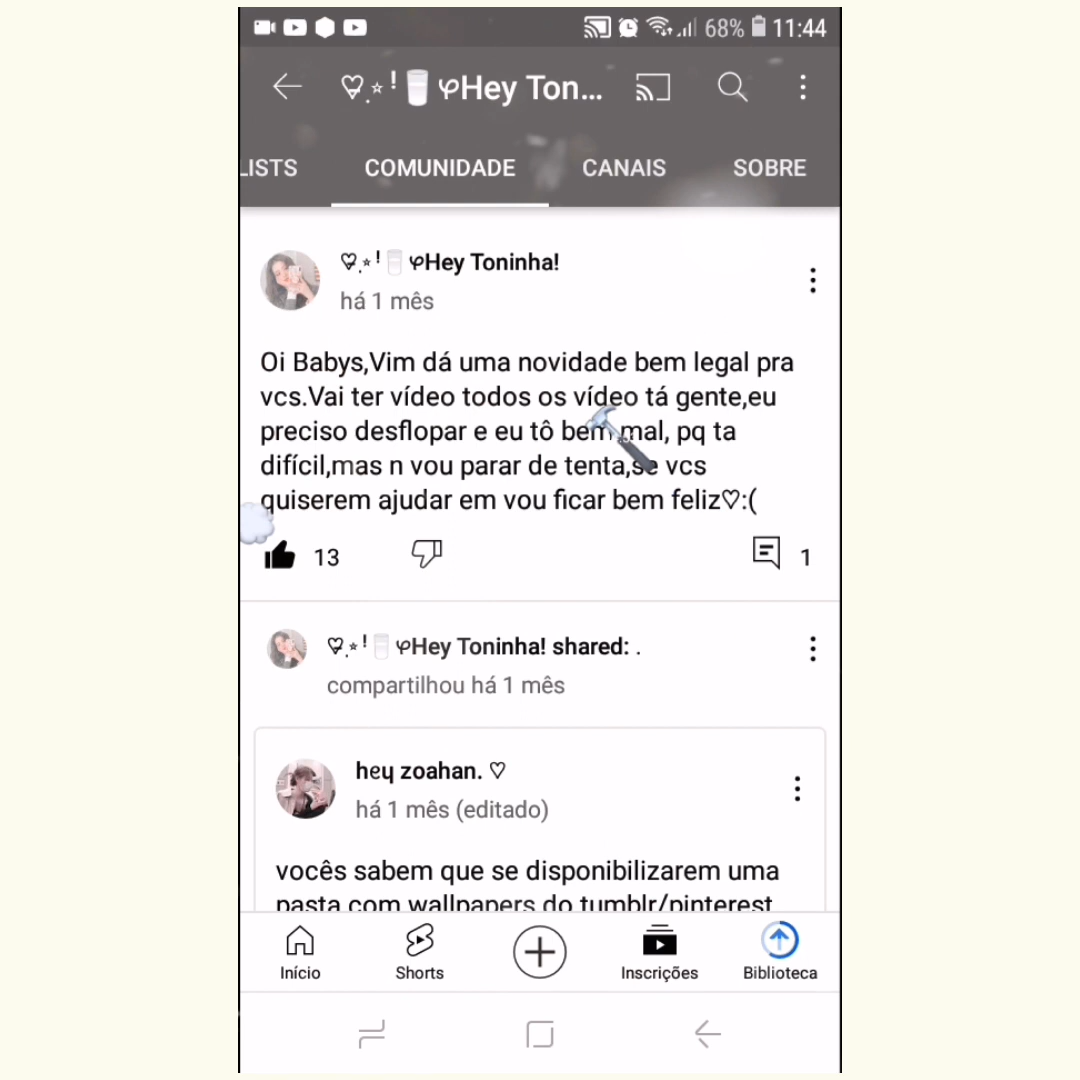 68% 11:44
♡⋆! 🥛 φHey Ton...
LISTS COMUNIDADE CANAIS SOBRE
♡⋆! 🥛 φHey Toninha!
há 1 mês
Oi Babys,Vim dá uma novidade bem legal pra
vcs.Vai ter vídeo todos os vídeo tá gente,eu
preciso desflopar e eu tô bem mal, pq ta
difícil,mas n vou parar de tenta,se vcs
quiserem ajudar em vou ficar bem feliz♡:(
13 1
♡⋆! 🥛 φHey Toninha! shared: .
compartilhou há 1 mês
heų zoahan. ♡
há 1 mês (editado)
vocês sabem que se disponibilizarem uma
pasta com wallpapers do tumblr/pinterest
Início Shorts Inscrições Biblioteca